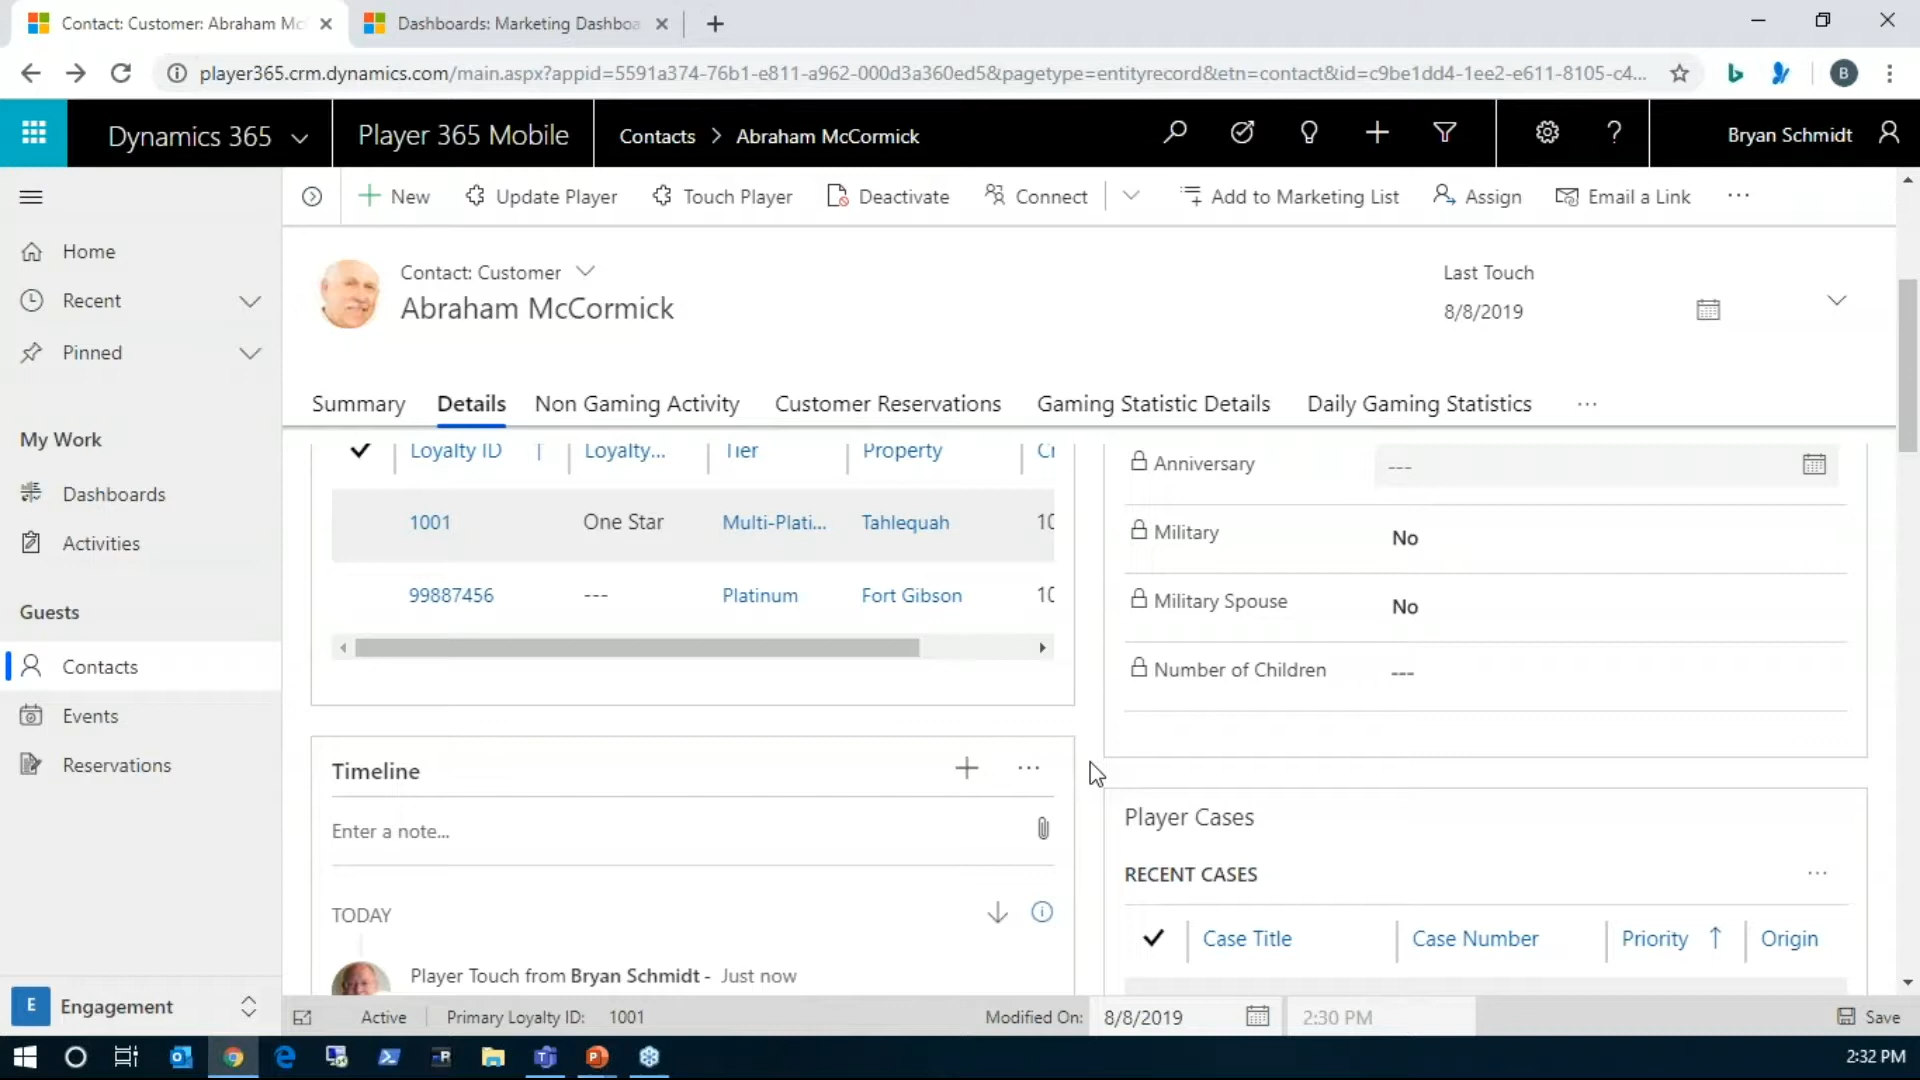 Contact: Customer: Abraham Mc
Dashboards: Marketing Dashboa
player365.crm.dynamics.com/main.aspx?appid=5591a374-76b1-e811-a962-000d3a360ed5&pagetype=entityrecord&etn=contact&id=c9be1dd4-1ee2-e611-8105-c4...
B
Dynamics 365
Player 365 Mobile
Contacts > Abraham McCormick
Bryan Schmidt
New
Update Player
Touch Player
Deactivate
Connect
Add to Marketing List
Assign
Email a Link
...
Home
Recent
Pinned
My Work
Dashboards
Activities
Guests
Contacts
Events
Reservations
E Engagement
Contact: Customer
Abraham McCormick
Last Touch
8/8/2019
Summary
Details
Non Gaming Activity
Customer Reservations
Gaming Statistic Details
Daily Gaming Statistics
...
Loyalty ID Loyalty... Tier Property
1001 One Star Multi-Plati... Tahlequah 10
99887456 --- Platinum Fort Gibson 10
Anniversary ---
Military No
Military Spouse No
Number of Children ---
Timeline
Enter a note...
TODAY
Player Touch from Bryan Schmidt - Just now
Player Cases
RECENT CASES
Case Title Case Number Priority Origin
Active
Primary Loyalty ID: 1001
Modified On: 8/8/2019 2:30 PM
Save
2:32 PM